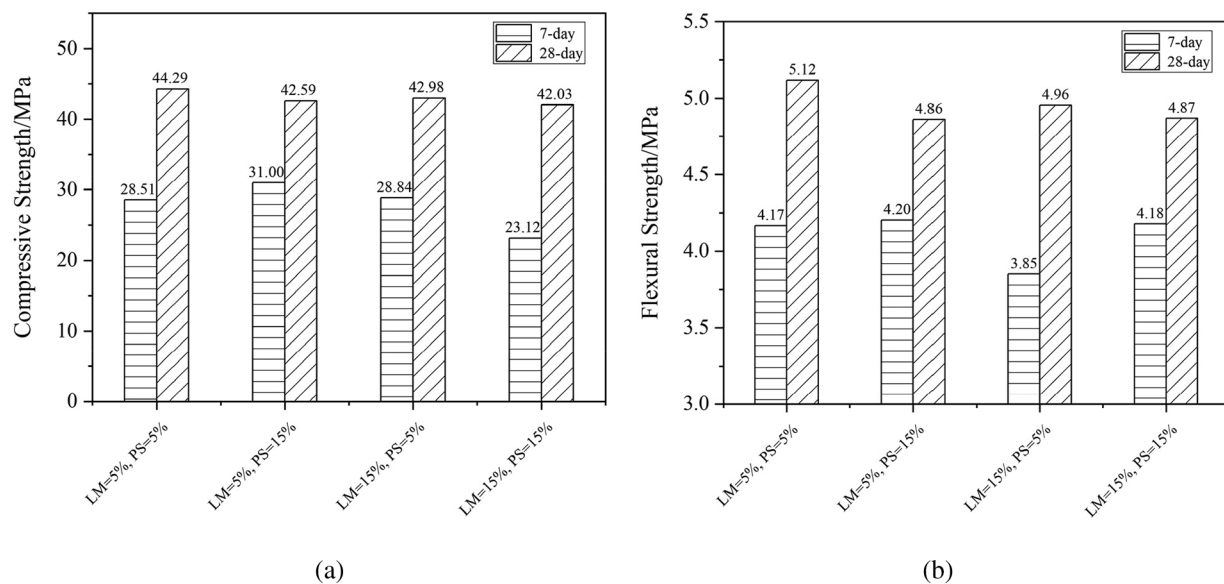 Compressive Strength/MPa
50
40
30
20
10
0
7-day
28-day
44.29
42.59
42.98
42.03
28.51
31.00
28.84
23.12
LM=5%, PS=5%
LM=5%, PS=15%
LM=15%, PS=5%
LM=15%, PS=15%
(a)
Flexural Strength/MPa
5.5
5.0
4.5
4.0
3.5
3.0
7-day
28-day
5.12
4.86
4.96
4.87
4.17
4.20
3.85
4.18
LM=5%, PS=5%
LM=5%, PS=15%
LM=15%, PS=5%
LM=15%, PS=15%
(b)